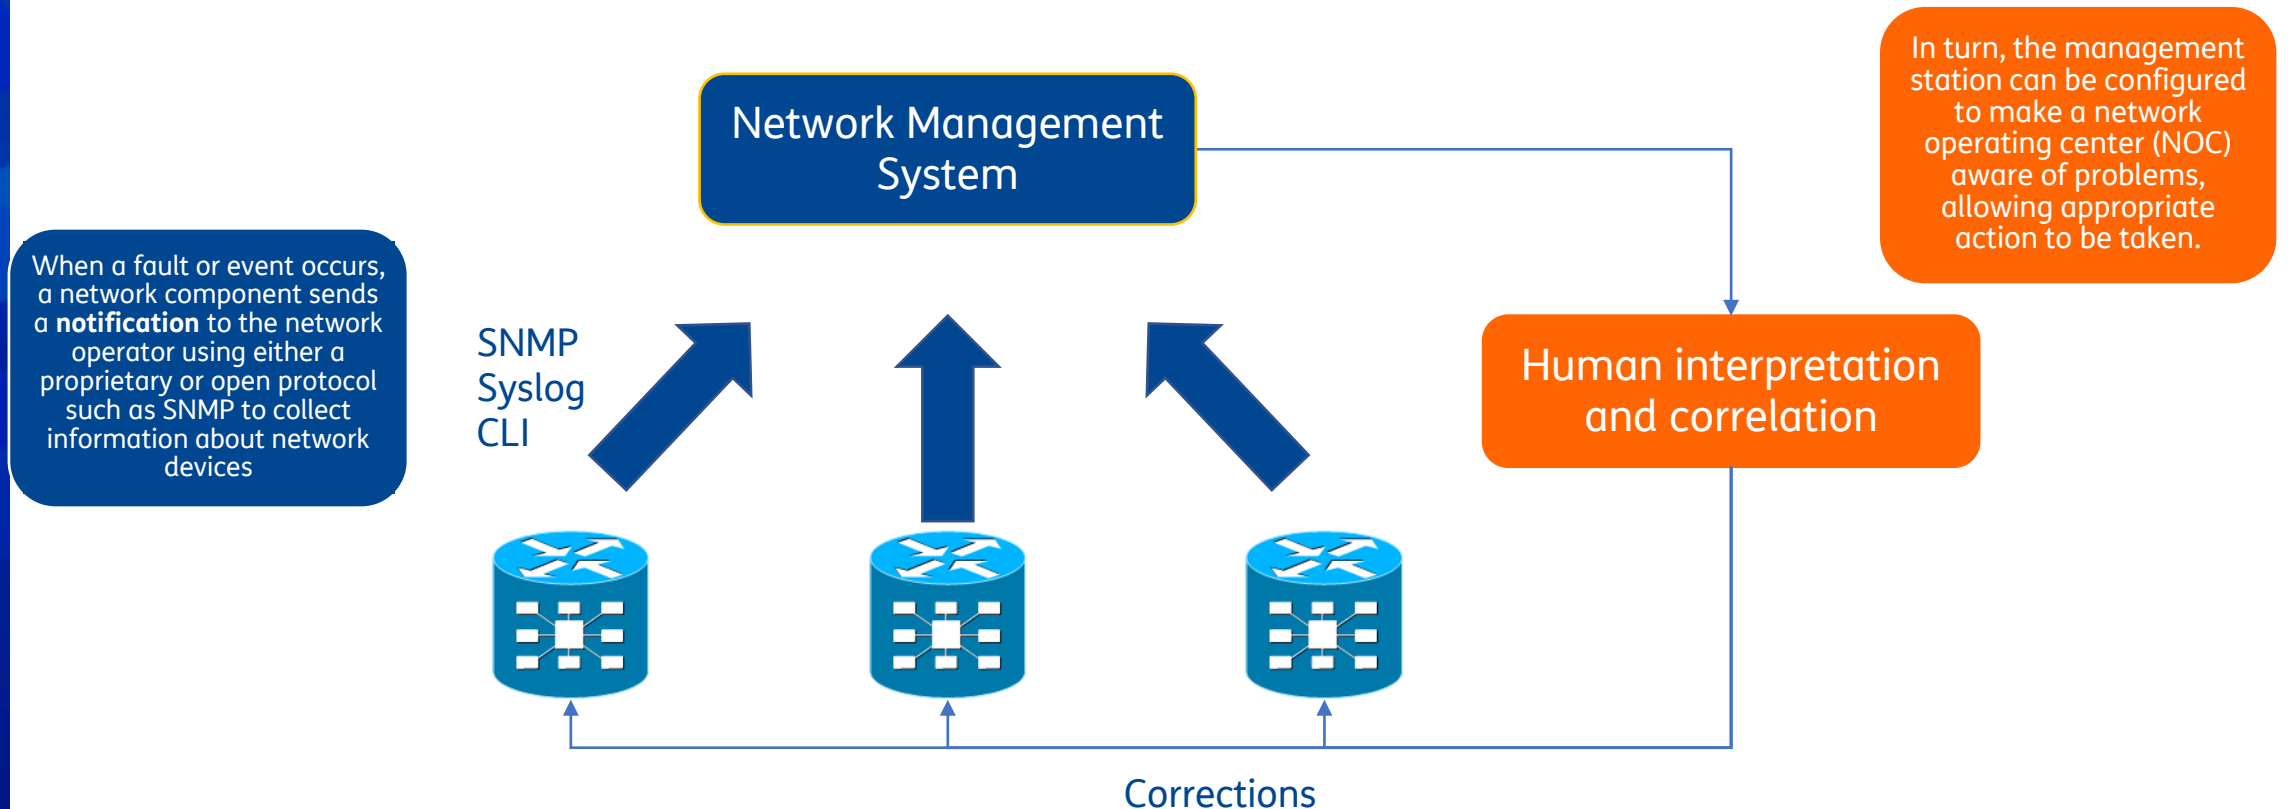 Network Management
System
In turn, the management
station can be configured
to make a network
operating center (NOC)
aware of problems,
allowing appropriate
action to be taken.
When a fault or event occurs,
a network component sends
a notification to the network
operator using either a
proprietary or open protocol
such as SNMP to collect
information about network
devices
SNMP
Syslog
CLI
Human interpretation
and correlation
Corrections